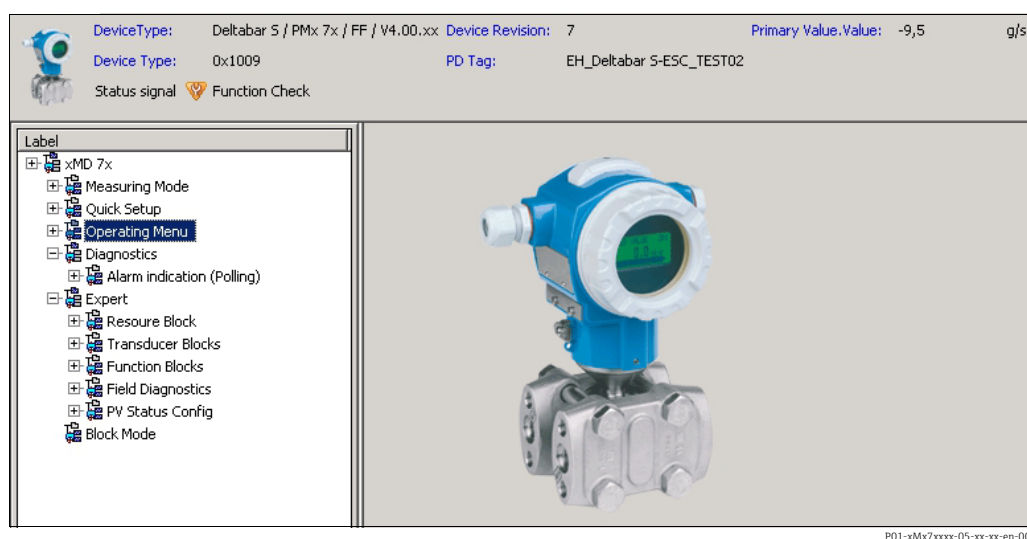 DeviceType: Deltabar S / PMx 7x / FF / V4.00.xx Device Revision: 7 Primary Value.Value: -9,5 g/s
Device Type: 0x1009 PD Tag: EH_Deltabar S-ESC_TEST02
Status signal Function Check
Label
xMD 7x
Measuring Mode
Quick Setup
Operating Menu
Diagnostics
Alarm indication (Polling)
Expert
Resoure Block
Transducer Blocks
Function Blocks
Field Diagnostics
PV Status Config
Block Mode